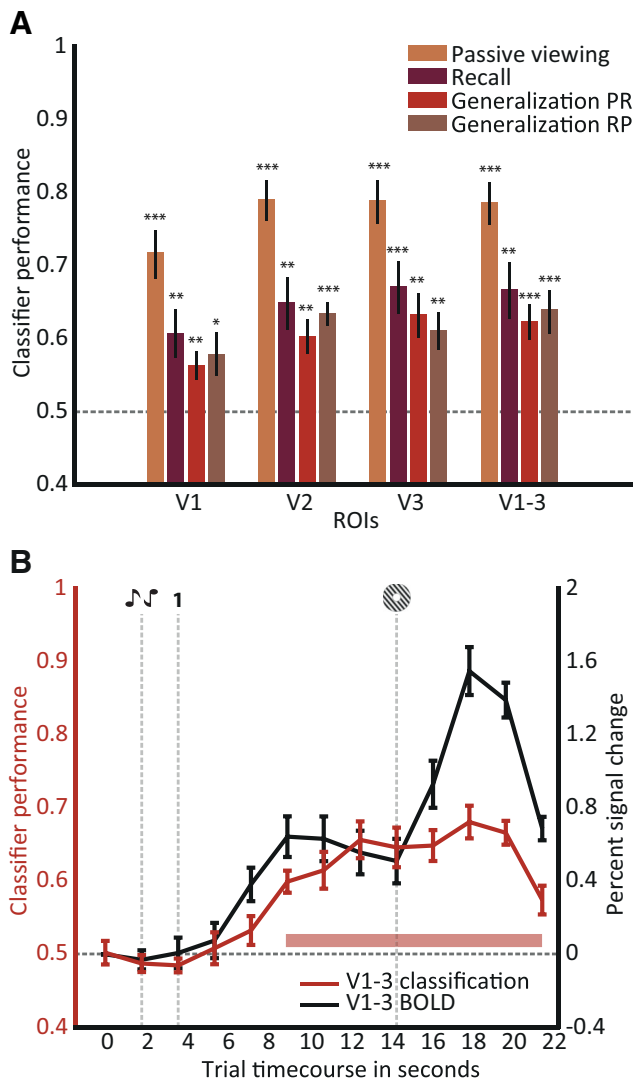 A
Classifier performance
1
0.9
0.8
0.7
0.6
0.5
0.4
Passive viewing
Recall
Generalization PR
Generalization RP
*** ** ** *
*** ** ** ***
*** *** ** **
*** ** *** ***
V1 V2 V3 V1-3
ROIs
B
Classifier performance
1
0.9
0.8
0.7
0.6
0.5
0.4
1
2
1.6
1.2
0.8
0.4
0
-0.4
Percent signal change
V1-3 classification
V1-3 BOLD
0 2 4 6 8 10 12 14 16 18 20 22
Trial timecourse in seconds